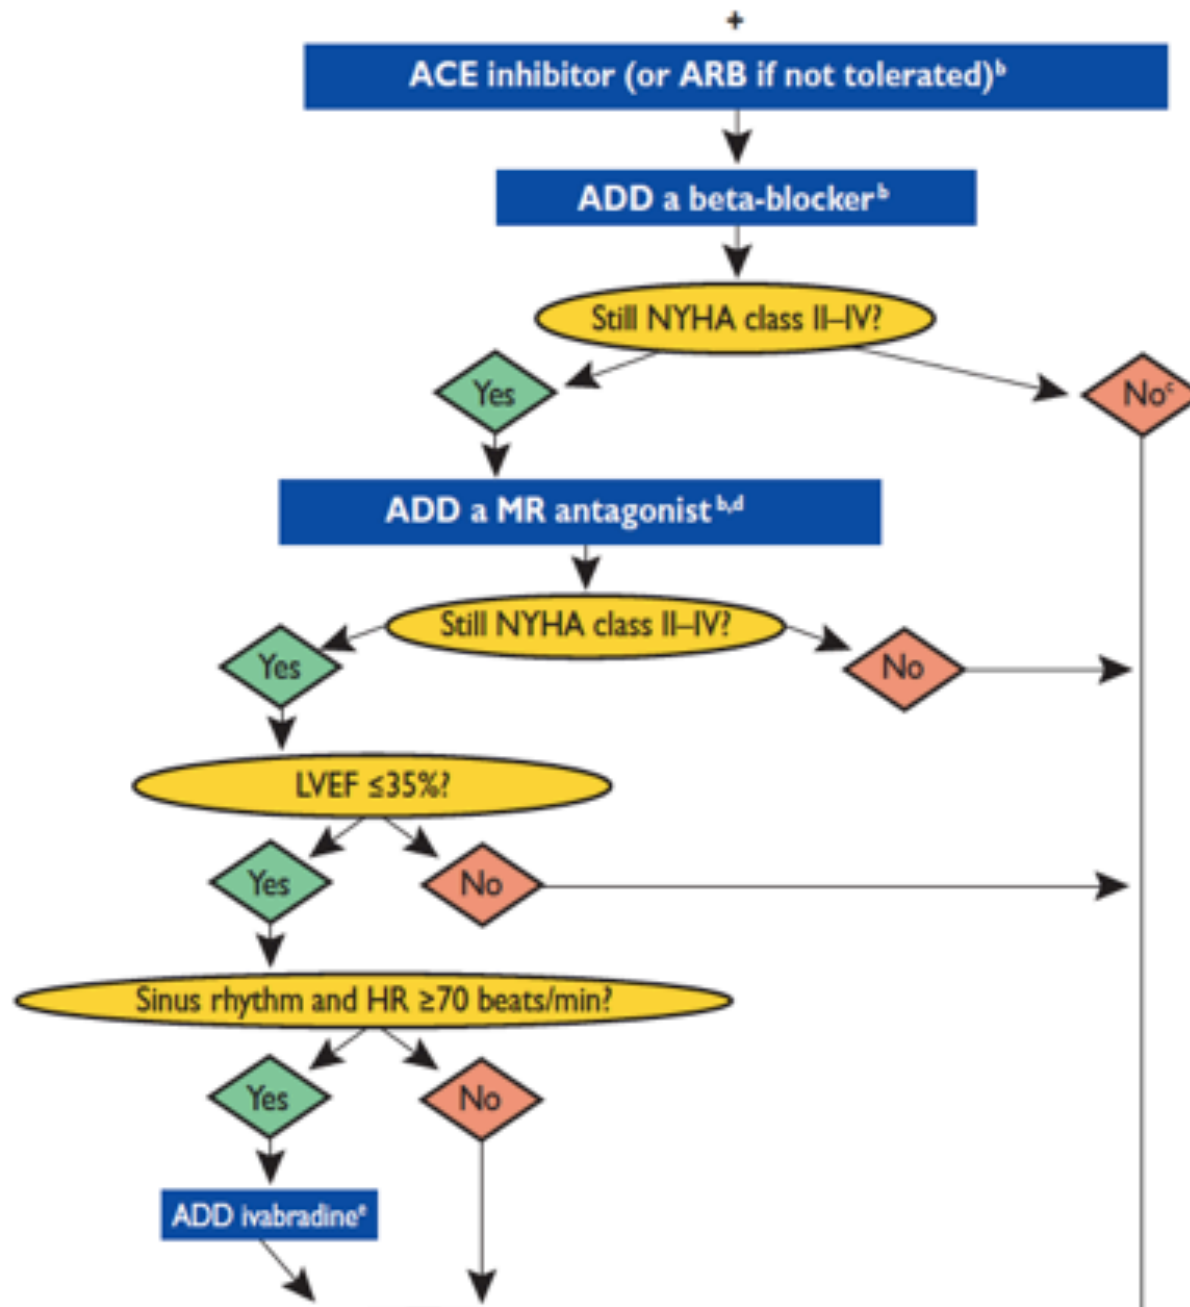 +
ACE inhibitor (or ARB if not tolerated)ᵇ
ADD a beta-blockerᵇ
Still NYHA class II–IV?
Yes
Noᶜ
ADD a MR antagonistᵇ,ᵈ
Still NYHA class II–IV?
Yes
No
LVEF ≤35%?
Yes
No
Sinus rhythm and HR ≥70 beats/min?
Yes
No
ADD ivabradineᵉ